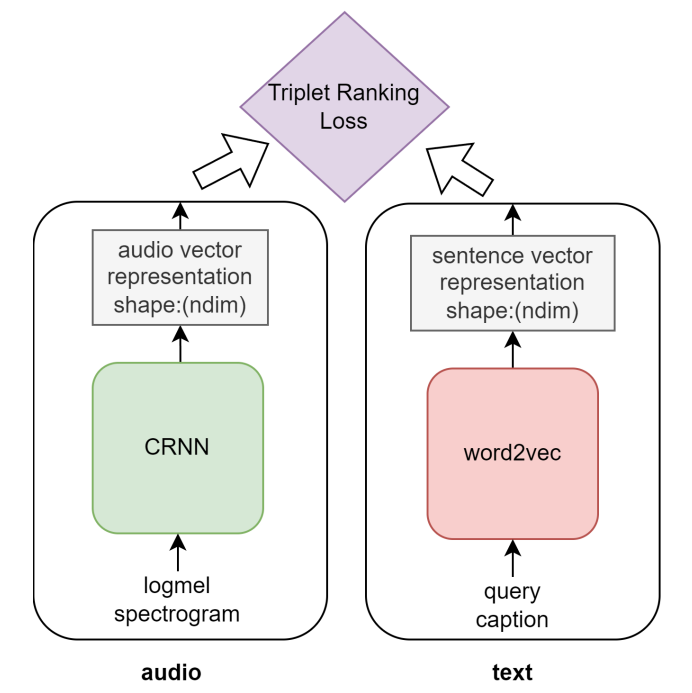 Triplet Ranking
Loss
audio vector
representation
shape:(ndim)
CRNN
logmel
spectrogram
audio
sentence vector
representation
shape:(ndim)
word2vec
query
caption
text